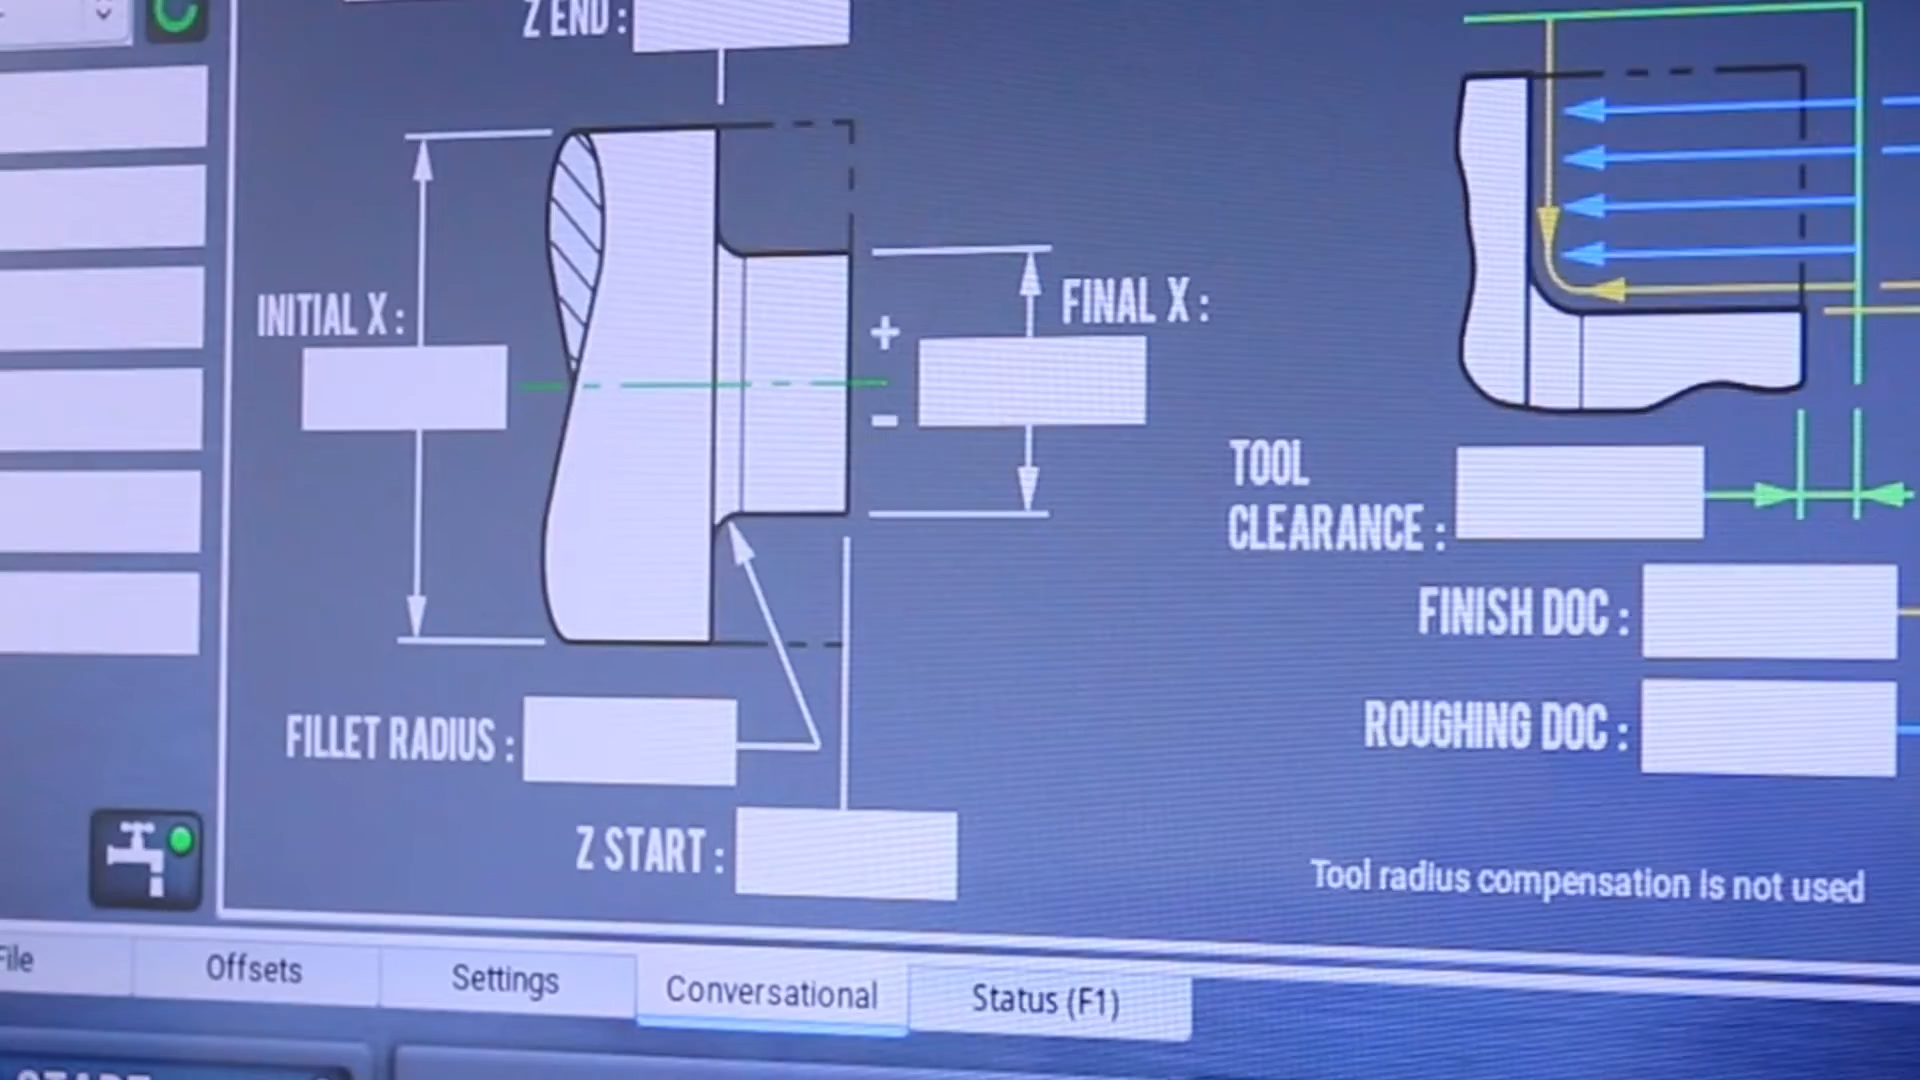 Z END :
INITIAL X :
+
FINAL X :
-
TOOL
CLEARANCE :
FINISH DOC :
FILLET RADIUS :
ROUGHING DOC :
Z START :
Tool radius compensation is not used
File
Offsets
Settings
Conversational
Status (F1)